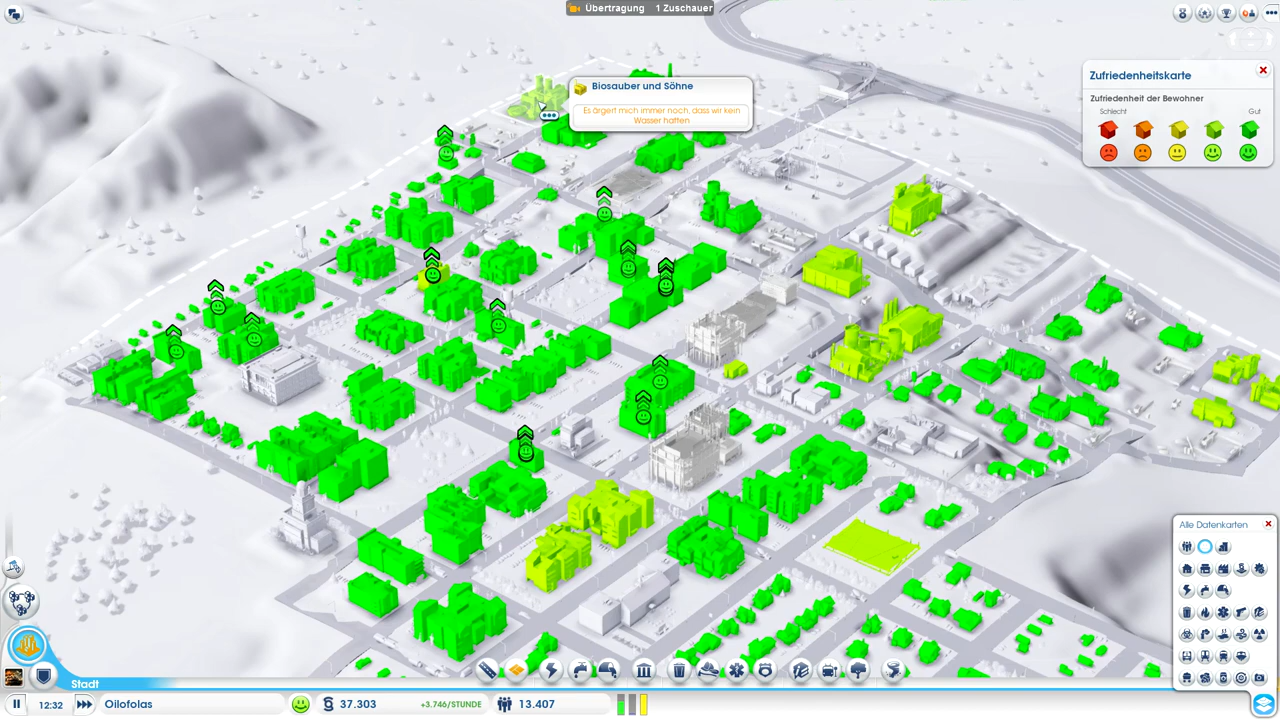 Übertragung 1 Zuschauer
Biosauber und Söhne
Es ärgert mich immer noch, dass wir kein
Wasser hatten
Zufriedenheitskarte
Zufriedenheit der Bewohner
Schlecht Gut
Alle Datenkarten
Stadt
12:32 Oilofolas 37.303 +3.746/STUNDE 13.407